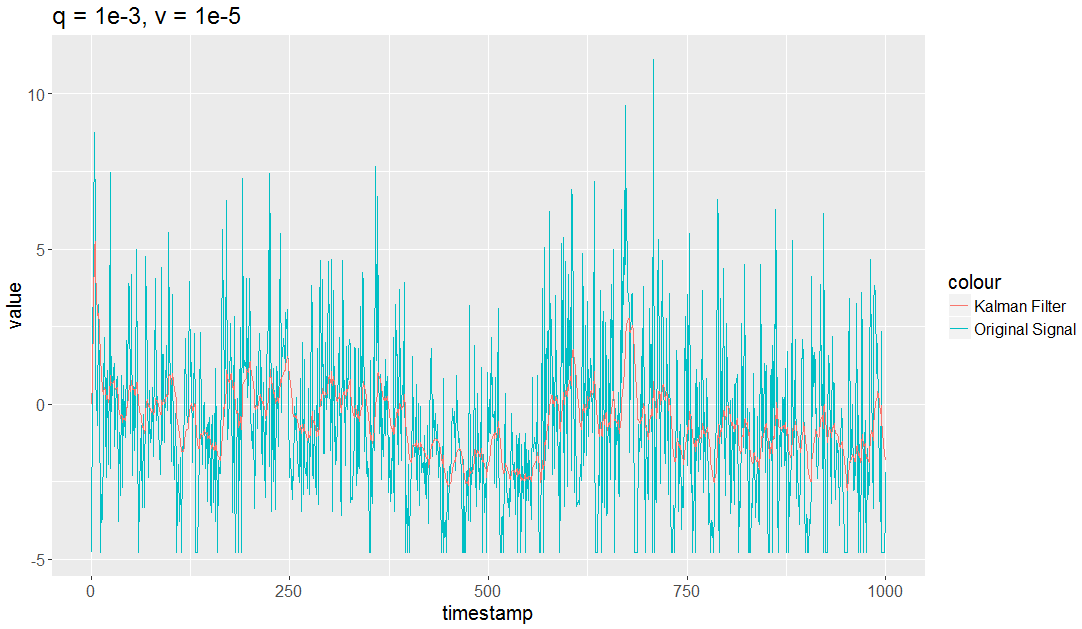 q = 1e-3, v = 1e-5
value
10
5
0
-5
0
250
500
750
1000
timestamp
colour
Kalman Filter
Original Signal